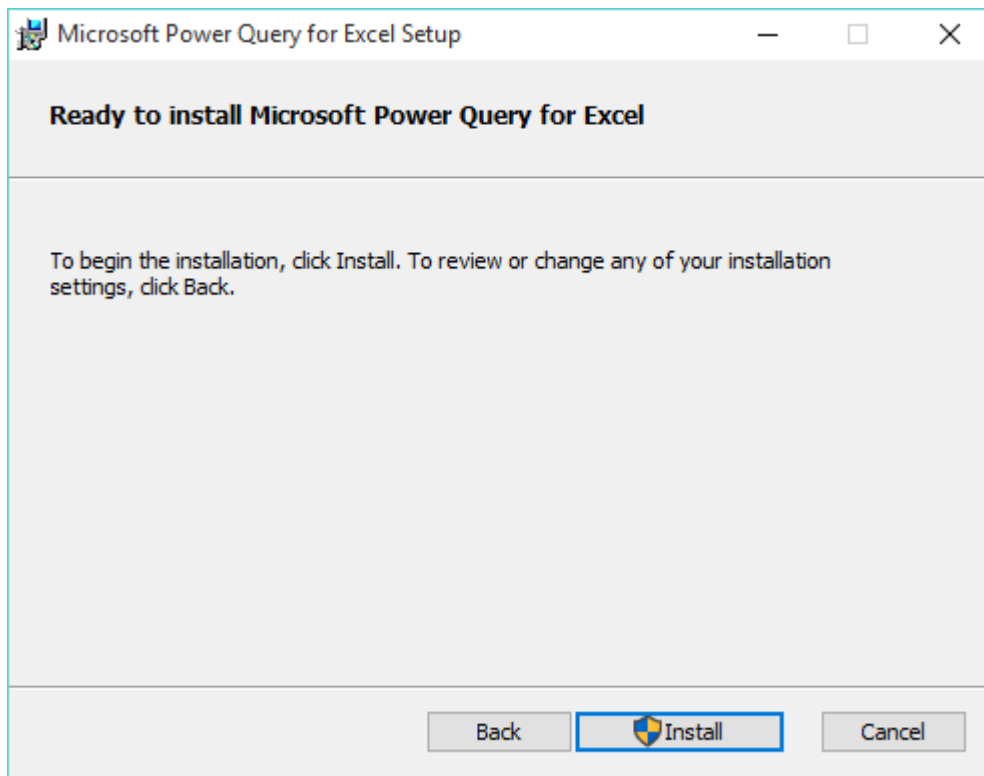 Microsoft Power Query for Excel Setup
Ready to install Microsoft Power Query for Excel
To begin the installation, click Install. To review or change any of your installation
settings, click Back.
Back
Install
Cancel